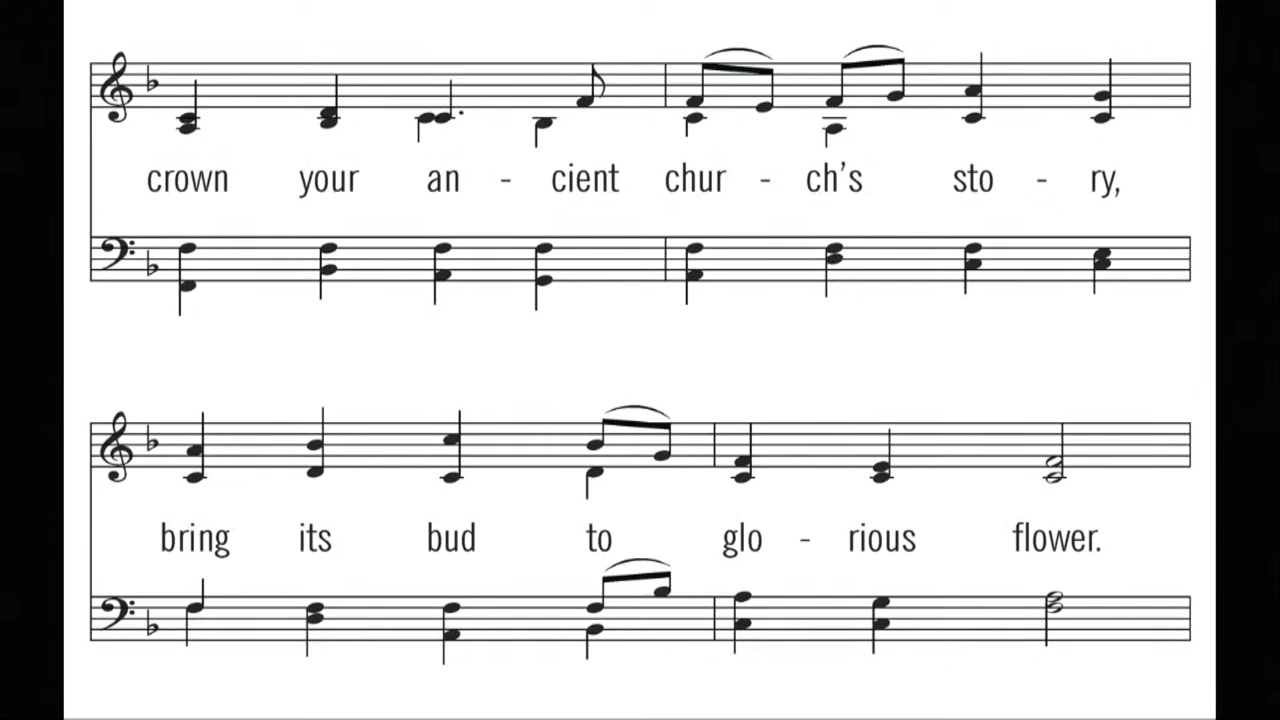 crown your an - cient chur - ch’s sto - ry,
bring its bud to glo - rious flower.